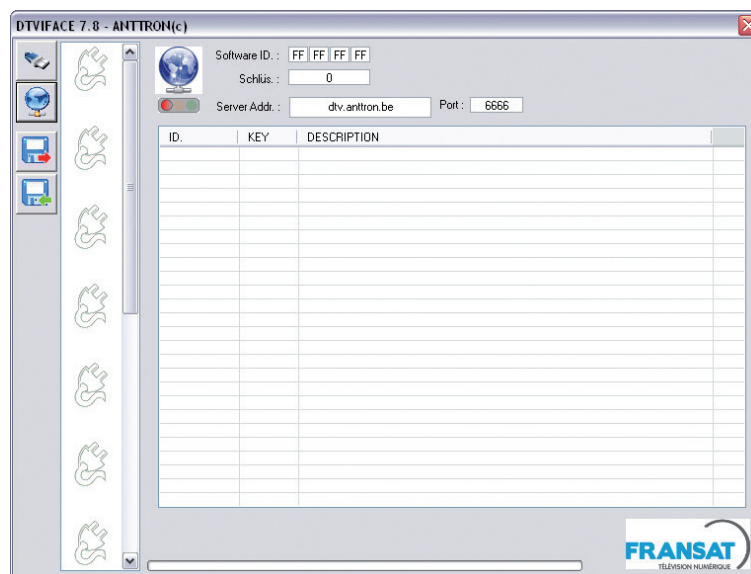 DTVIFACE 7.8 - ANTTRON(c)
Software ID. : FF FF FF FF
Schlüs. : 0
Server Addr. : dtv.anttron.be Port : 6666
ID. KEY DESCRIPTION
FRANSAT
TÉLÉVISION NUMÉRIQUE